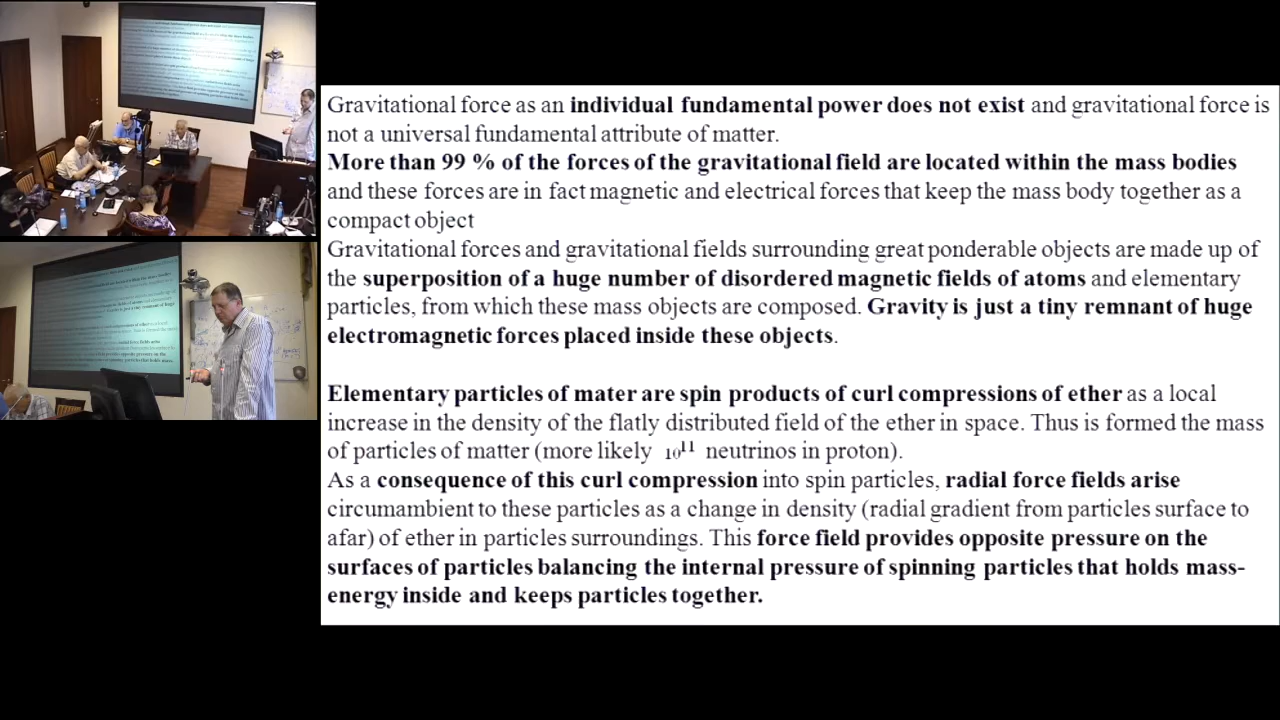 Gravitational force as an individual fundamental power does not exist and gravitational force is
not a universal fundamental attribute of matter.
More than 99 % of the forces of the gravitational field are located within the mass bodies
and these forces are in fact magnetic and electrical forces that keep the mass body together as a
compact object
Gravitational forces and gravitational fields surrounding great ponderable objects are made up of
the superposition of a huge number of disordered magnetic fields of atoms and elementary
particles, from which these mass objects are composed. Gravity is just a tiny remnant of huge
electromagnetic forces placed inside these objects.
Elementary particles of mater are spin products of curl compressions of ether as a local
increase in the density of the flatly distributed field of the ether in space. Thus is formed the mass
of particles of matter (more likely 10¹¹ neutrinos in proton).
As a consequence of this curl compression into spin particles, radial force fields arise
circumambient to these particles as a change in density (radial gradient from particles surface to
afar) of ether in particles surroundings. This force field provides opposite pressure on the
surfaces of particles balancing the internal pressure of spinning particles that holds mass-
energy inside and keeps particles together.